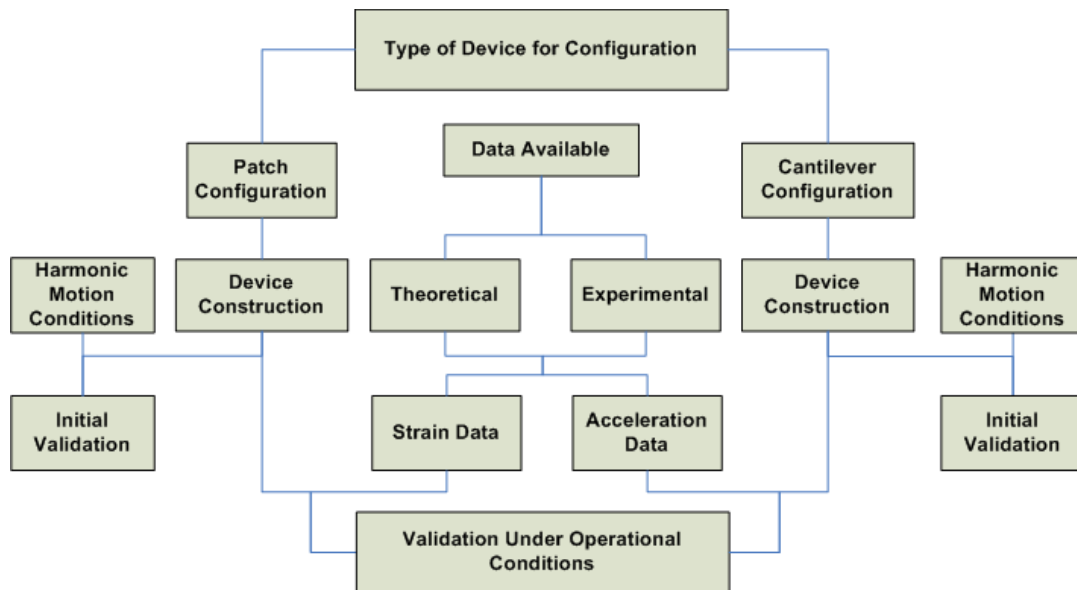 Type of Device for Configuration
Data Available
Patch
Configuration
Cantilever
Configuration
Harmonic
Motion
Conditions
Device
Construction
Theoretical
Experimental
Device
Construction
Harmonic
Motion
Conditions
Initial
Validation
Strain Data
Acceleration
Data
Initial
Validation
Validation Under Operational
Conditions